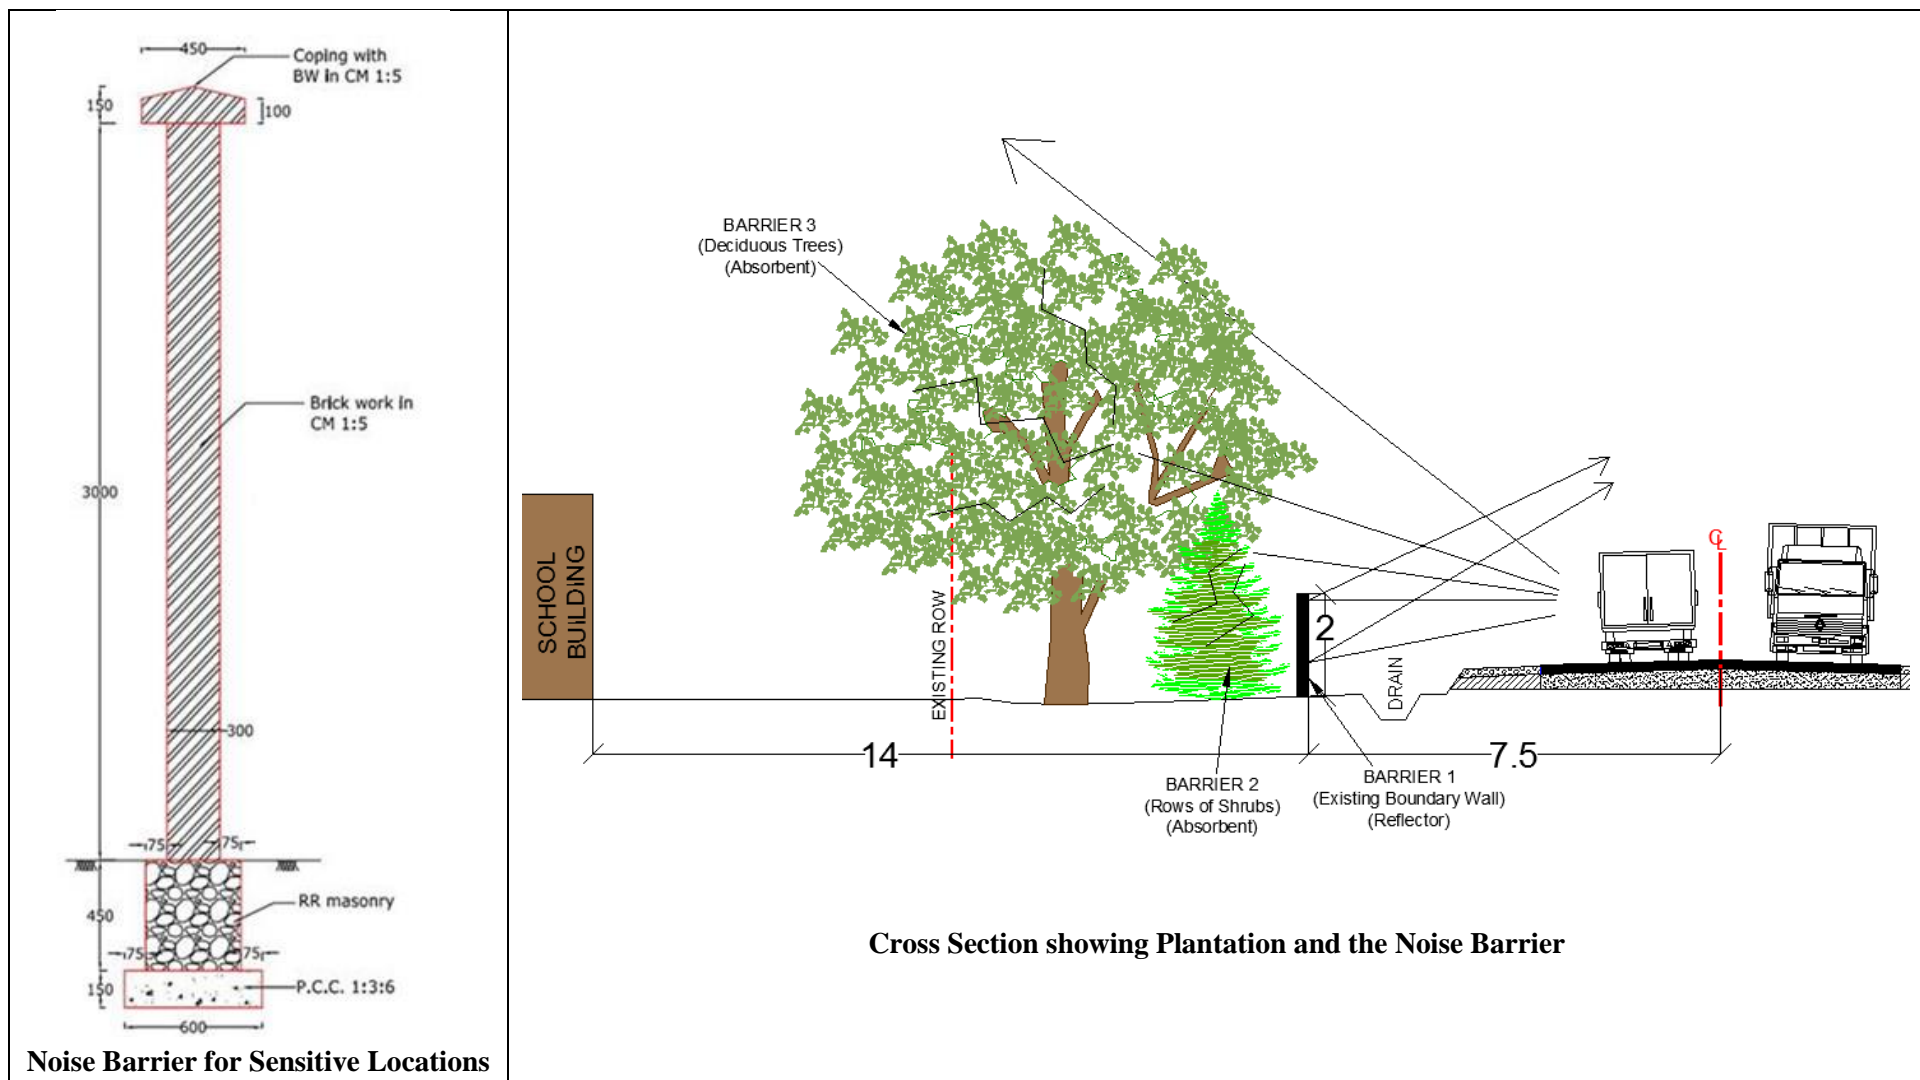 450
Coping with
BW in CM 1:5
150
100
3000
Brick work in
CM 1:5
300
75
75
450
RR masonry
75
75
150
P.C.C. 1:3:6
600
Noise Barrier for Sensitive Locations
BARRIER 3
(Deciduous Trees)
(Absorbent)
SCHOOL
BUILDING
EXISTING ROW
2
DRAIN
CL
14
7.5
BARRIER 2
(Rows of Shrubs)
(Absorbent)
BARRIER 1
(Existing Boundary Wall)
(Reflector)
Cross Section showing Plantation and the Noise Barrier